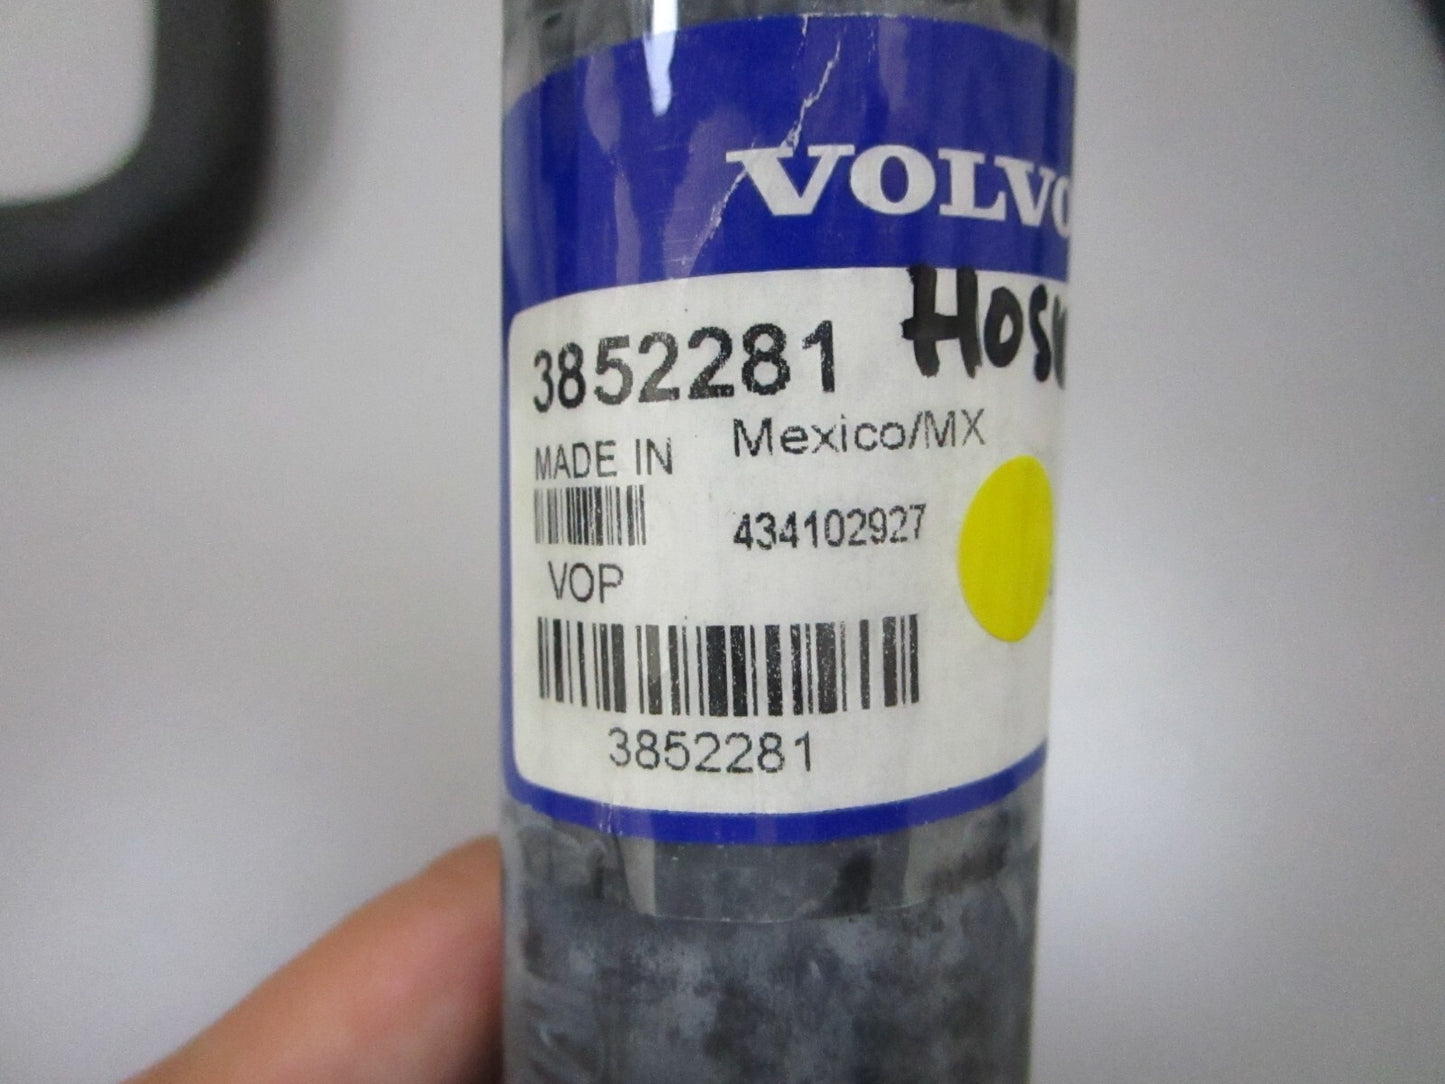 VOLVO
3852281
MADE IN Mexico/MX
434102927
VOP
3852281